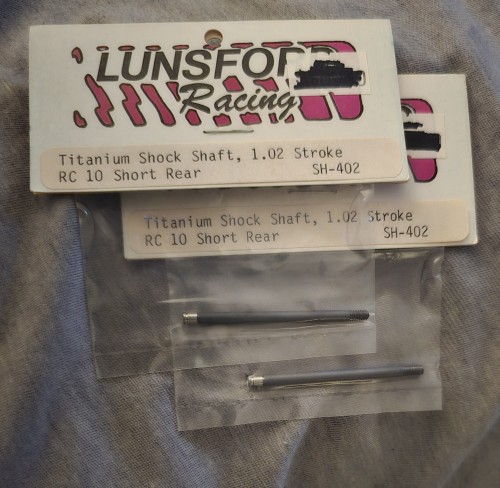 LUNSFORD
Racing
Titanium Shock Shaft, 1.02 Stroke
RC 10 Short Rear SH-402
Titanium Shock Shaft, 1.02 Stroke
RC 10 Short Rear SH-402